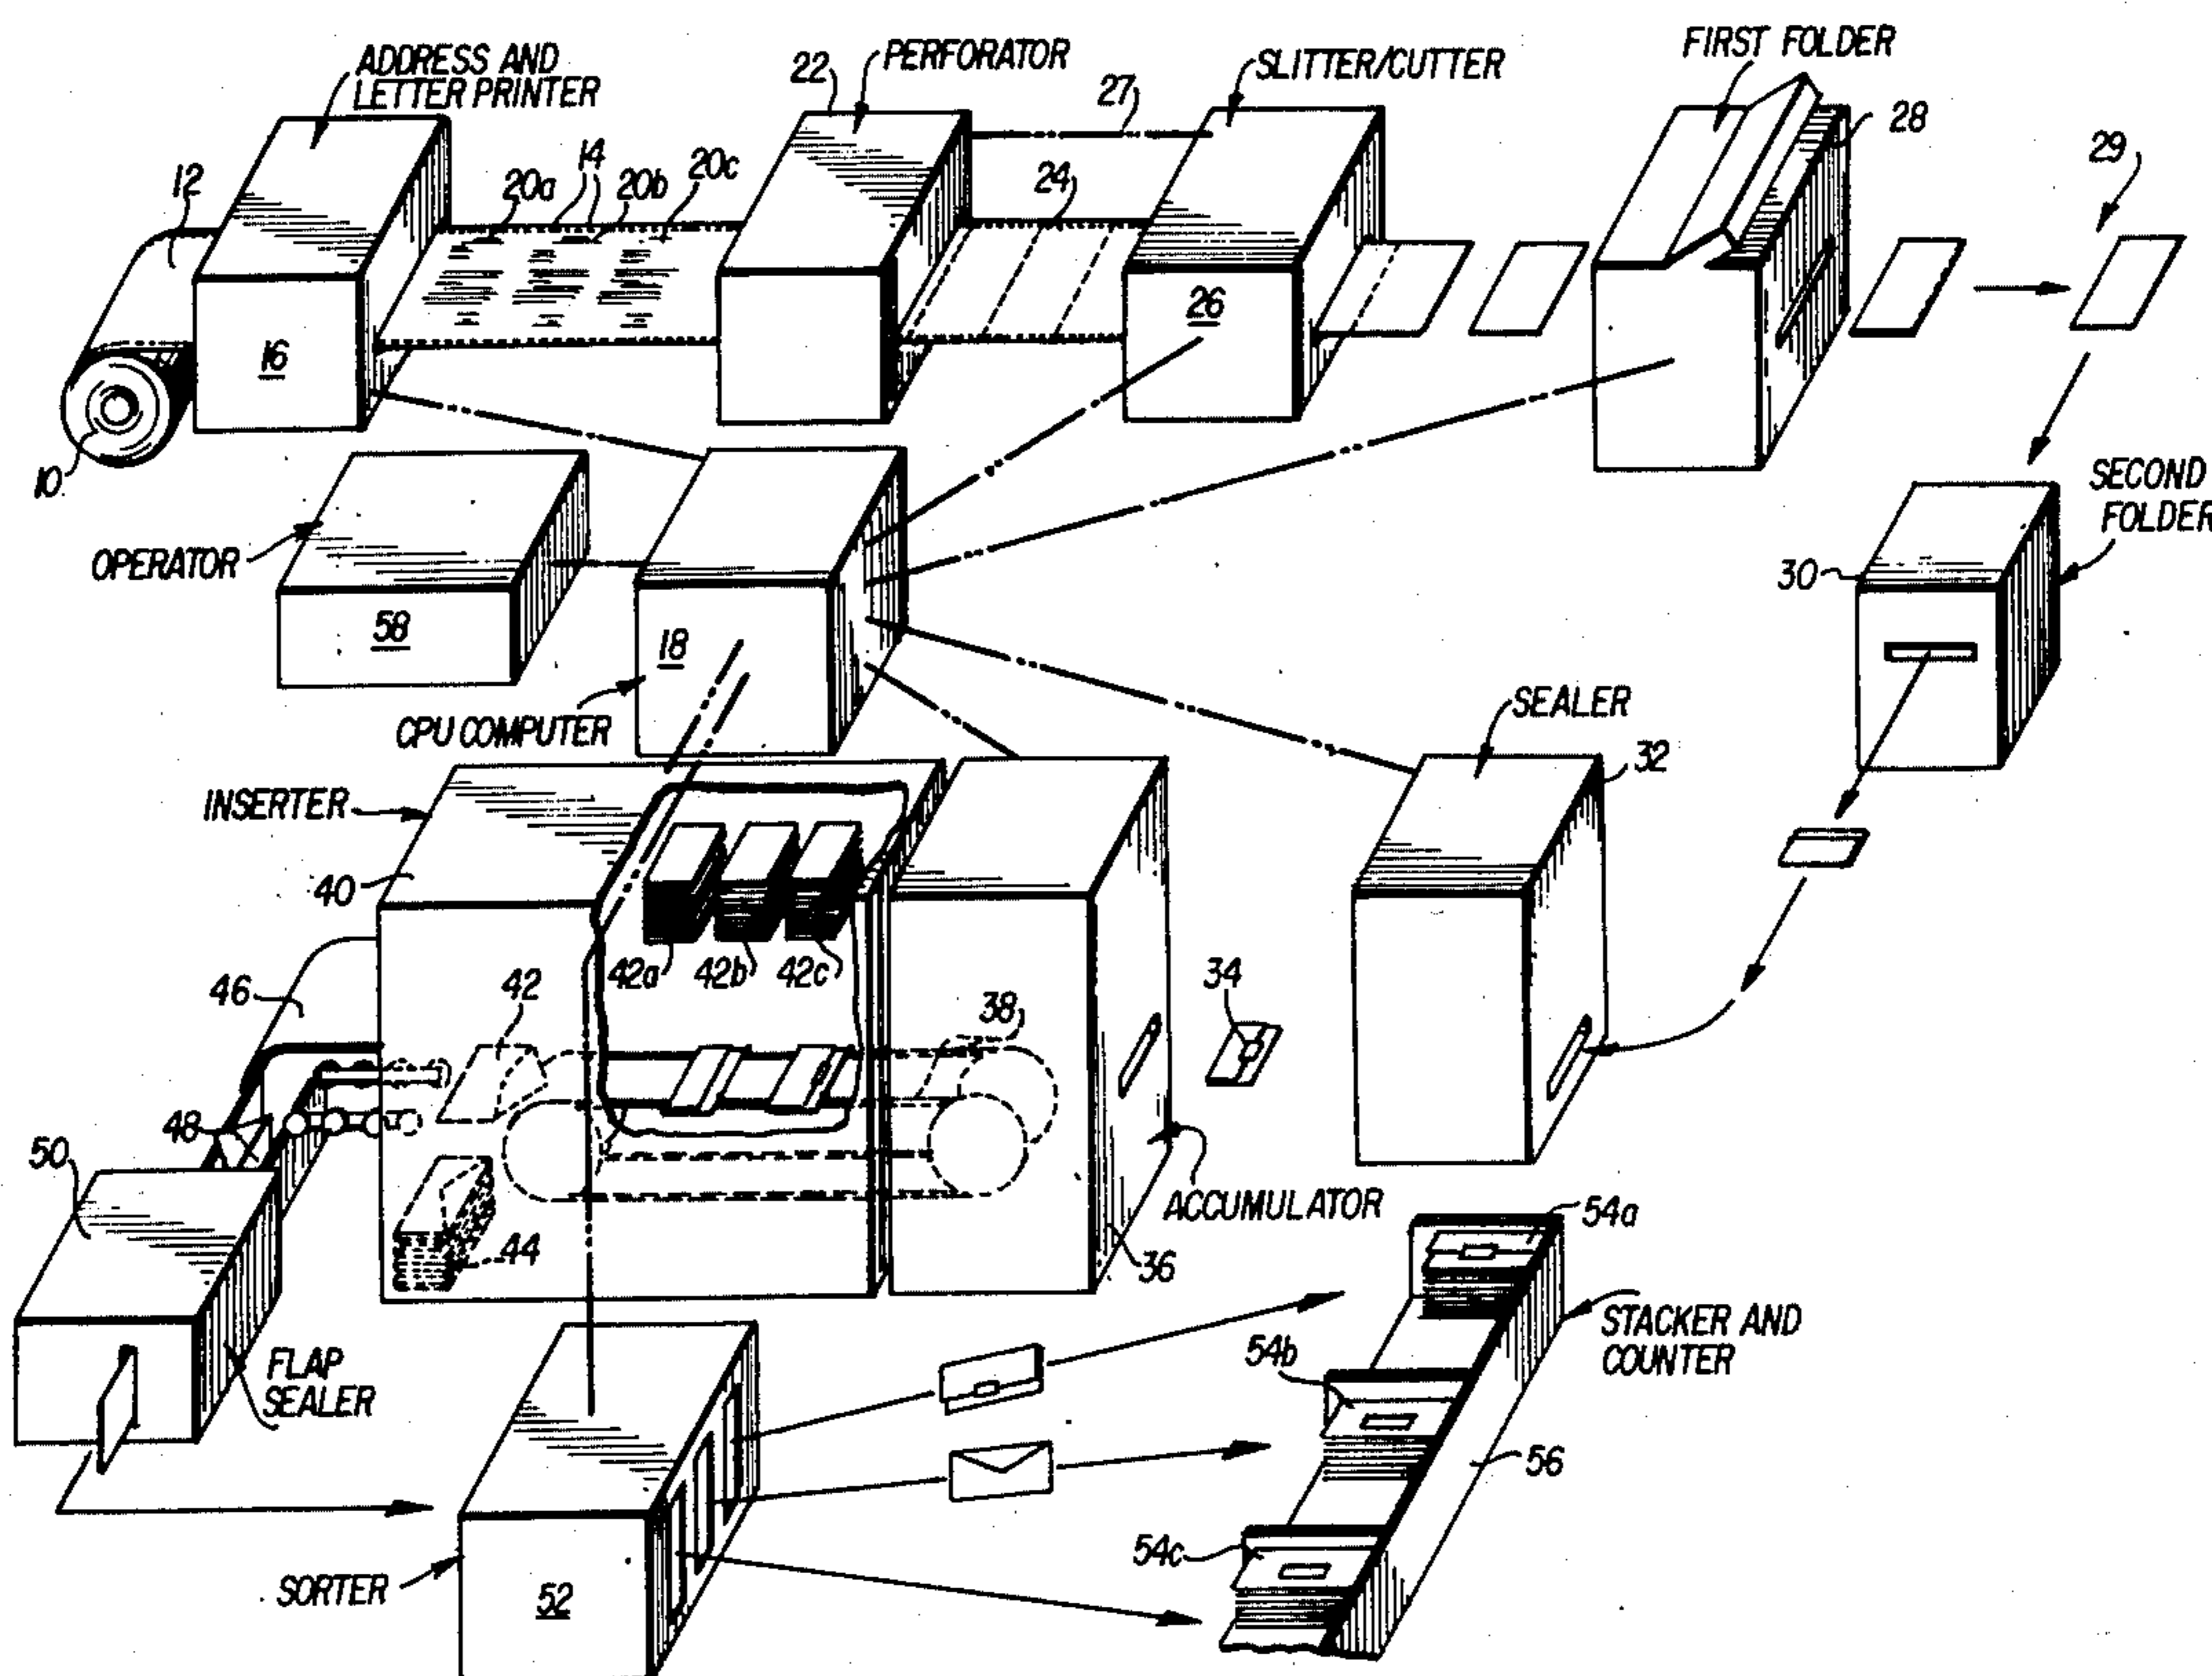 ADDRESS AND
LETTER PRINTER
22
PERFORATOR
27
SLITTER/CUTTER
FIRST FOLDER
28
29
12
20a
14
20b
20c
24
16
26
10
OPERATOR
58
18
CPU COMPUTER
SECOND
FOLDER
30
SEALER
32
INSERTER
40
42a
42b
42c
46
42
38
34
48
50
44
ACCUMULATOR
36
54a
FLAP
SEALER
54b
STACKER AND
COUNTER
56
54c
SORTER
52